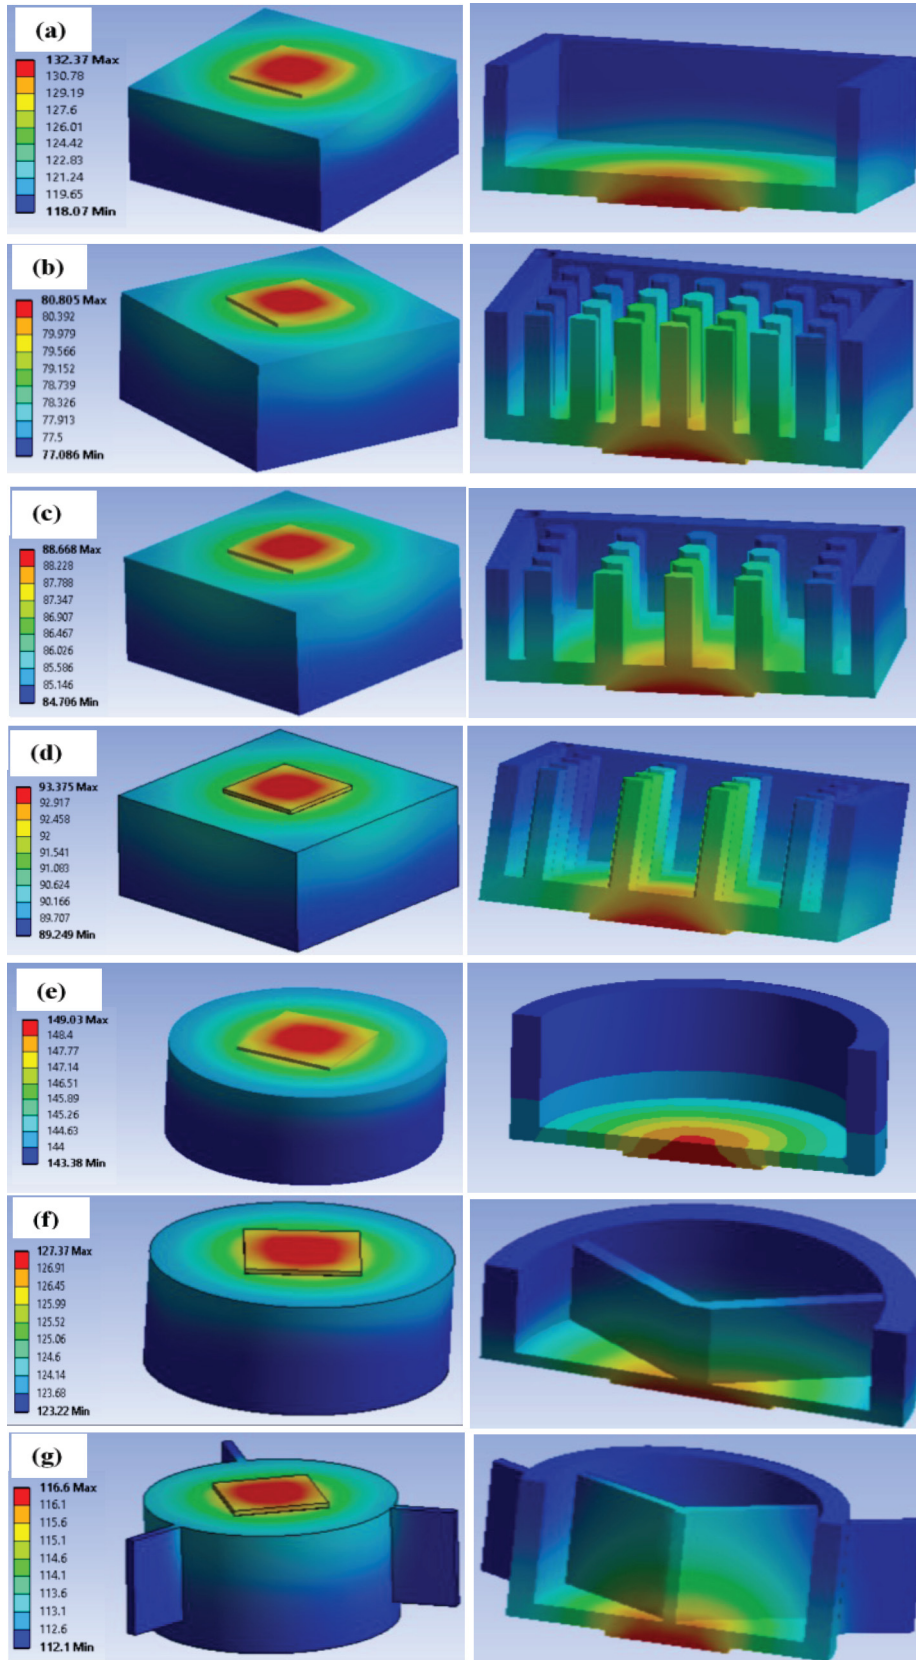 (a)
132.37 Max
130.78
129.19
127.6
126.01
124.42
122.83
121.24
119.65
118.07 Min
(b)
80.805 Max
80.392
79.979
79.566
79.152
78.739
78.326
77.913
77.5
77.086 Min
(c)
88.668 Max
88.228
87.788
87.347
86.907
86.467
86.026
85.586
85.146
84.706 Min
(d)
93.375 Max
92.917
92.458
92
91.541
91.083
90.624
90.166
89.707
89.249 Min
(e)
149.03 Max
148.4
147.77
147.14
146.51
145.89
145.26
144.63
144
143.38 Min
(f)
127.37 Max
126.91
126.45
125.99
125.52
125.06
124.6
124.14
123.68
123.22 Min
(g)
116.6 Max
116.1
115.6
115.1
114.6
114.1
113.6
113.1
112.6
112.1 Min